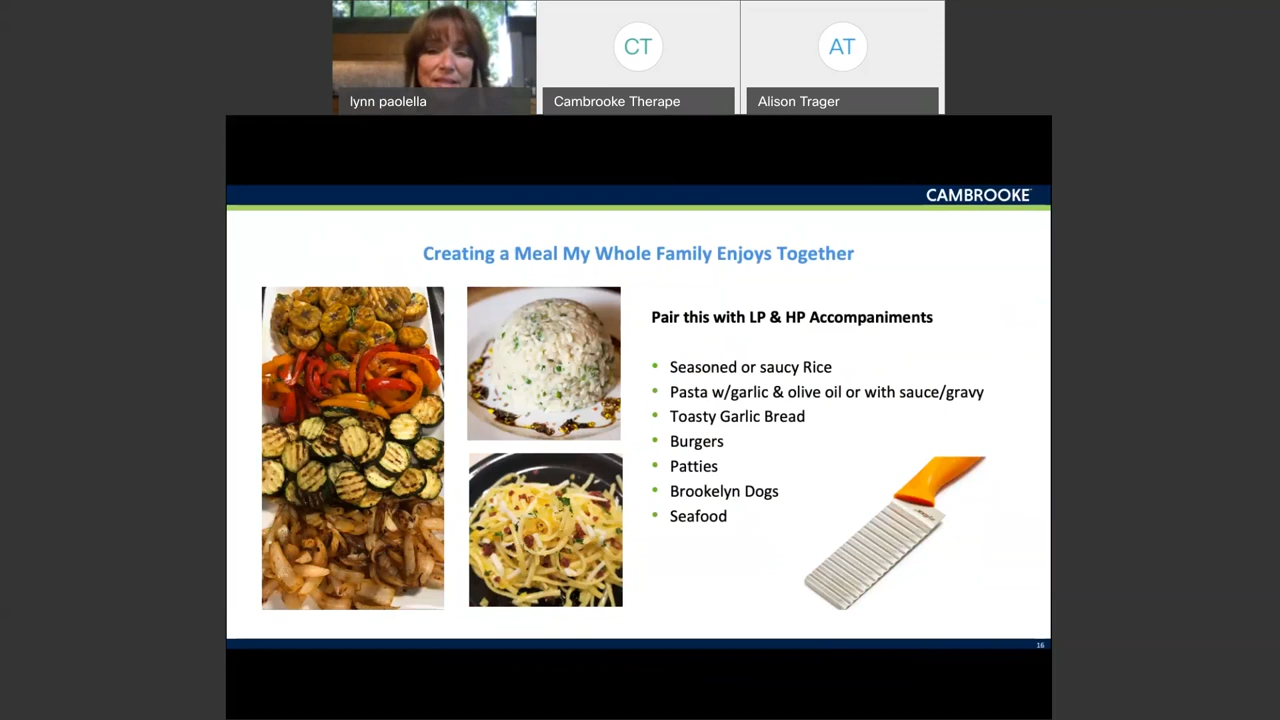 CT
AT
lynn paolella
Cambrooke Therape
Alison Trager
CAMBROOKE
Creating a Meal My Whole Family Enjoys Together
Pair this with LP & HP Accompaniments
• Seasoned or saucy Rice
• Pasta w/garlic & olive oil or with sauce/gravy
• Toasty Garlic Bread
• Burgers
• Patties
• Brookelyn Dogs
• Seafood
16